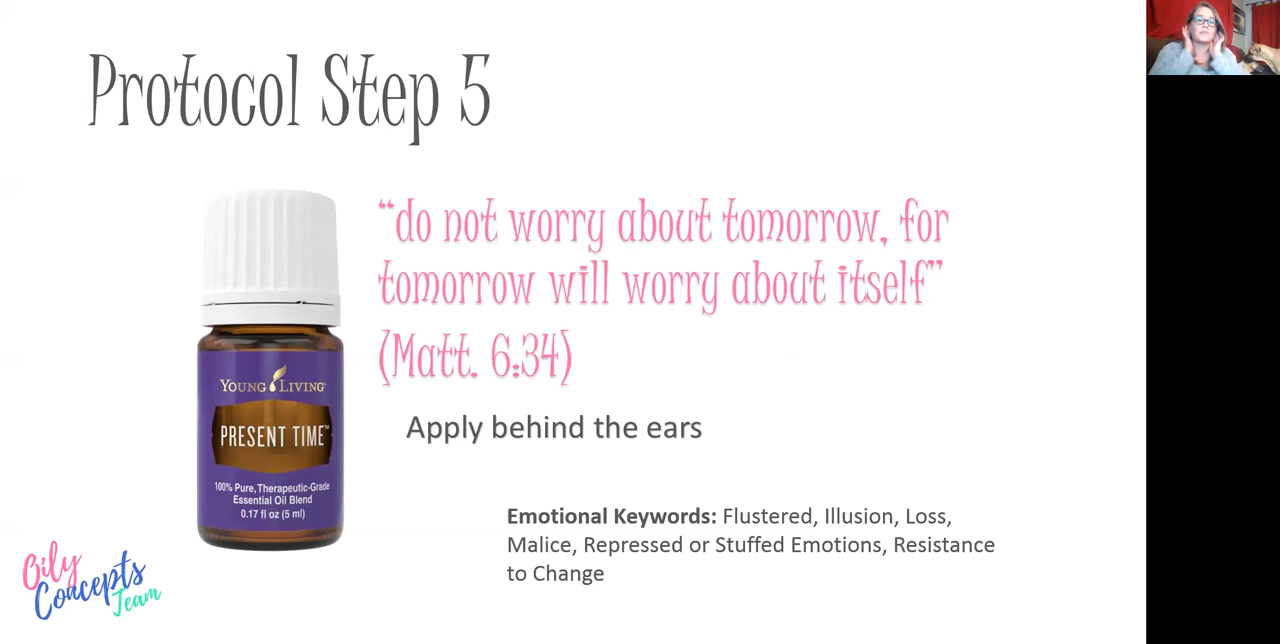 Protocol Step 5
“do not worry about tomorrow, for
tomorrow will worry about itself”
(Matt. 6:34)
Apply behind the ears
YOUNG LIVING
PRESENT TIME™
100% Pure, Therapeutic-Grade
Essential Oil Blend
0.17 fl oz (5 ml)
Emotional Keywords: Flustered, Illusion, Loss,
Malice, Repressed or Stuffed Emotions, Resistance
to Change
Oily
Concepts
Team